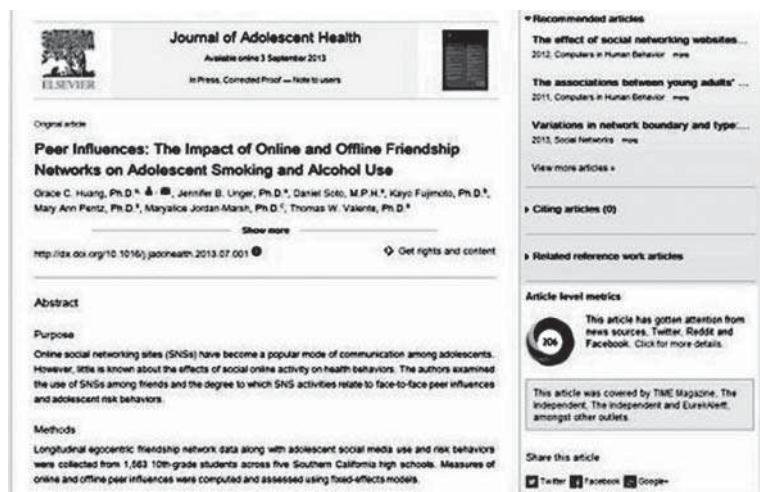 ELSEVIER
Journal of Adolescent Health
Available online 3 September 2013
In Press, Corrected Proof — Note to users
Original article
Peer Influences: The Impact of Online and Offline Friendship
Networks on Adolescent Smoking and Alcohol Use
Grace C. Huang, Ph.D.ᵃ, Jennifer B. Unger, Ph.D.ᵃ, Daniel Soto, M.P.H.ᵃ, Kayo Fujimoto, Ph.D.ᵇ,
Mary Ann Pentz, Ph.D.ᵃ, Maryalice Jordan-Marsh, Ph.D.ᶜ, Thomas W. Valente, Ph.D.ᵃ
Show more
http://dx.doi.org/10.1016/j.jadohealth.2013.07.001
Get rights and content
Abstract
Purpose
Online social networking sites (SNSs) have become a popular mode of communication among adolescents.
However, little is known about the effects of social online activity on health behaviors. The authors examined
the use of SNSs among friends and the degree to which SNS activities relate to face-to-face peer influences
and adolescent risk behaviors.
Methods
Longitudinal egocentric friendship network data along with adolescent social media use and risk behaviors
were collected from 1,563 10th-grade students across five Southern California high schools. Measures of
online and offline peer influences were computed and assessed using fixed-effects models.
Recommended articles
The effect of social networking websites...
2012, Computers in Human Behavior more
The associations between young adults' ...
2011, Computers in Human Behavior more
Variations in network boundary and type:...
2013, Social Networks more
View more articles »
Citing articles (0)
Related reference work articles
Article level metrics
206
This article has gotten attention from
news sources, Twitter, Reddit and
Facebook. Click for more details.
This article was covered by TIME Magazine, The
Independent, The Independent and EurekAlert!,
amongst other outlets.
Share this article
Twitter Facebook Google+